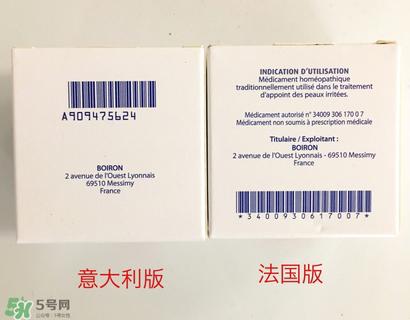 A909475624
BOIRON
2 avenue de l'Ouest Lyonnais
69510 Messimy
France
INDICATION D'UTILISATION
Médicament homéopathique
traditionnellement utilisé dans le traitement
d'appoint des peaux irritées.
Médicament autorisé n° 34009 306 170 0 7
Médicament non soumis à prescription médicale
Titulaire / Exploitant :
BOIRON
2 avenue de l'Ouest Lyonnais - 69510 Messimy
France
*3400930617007*
意大利版
法国版
5号网